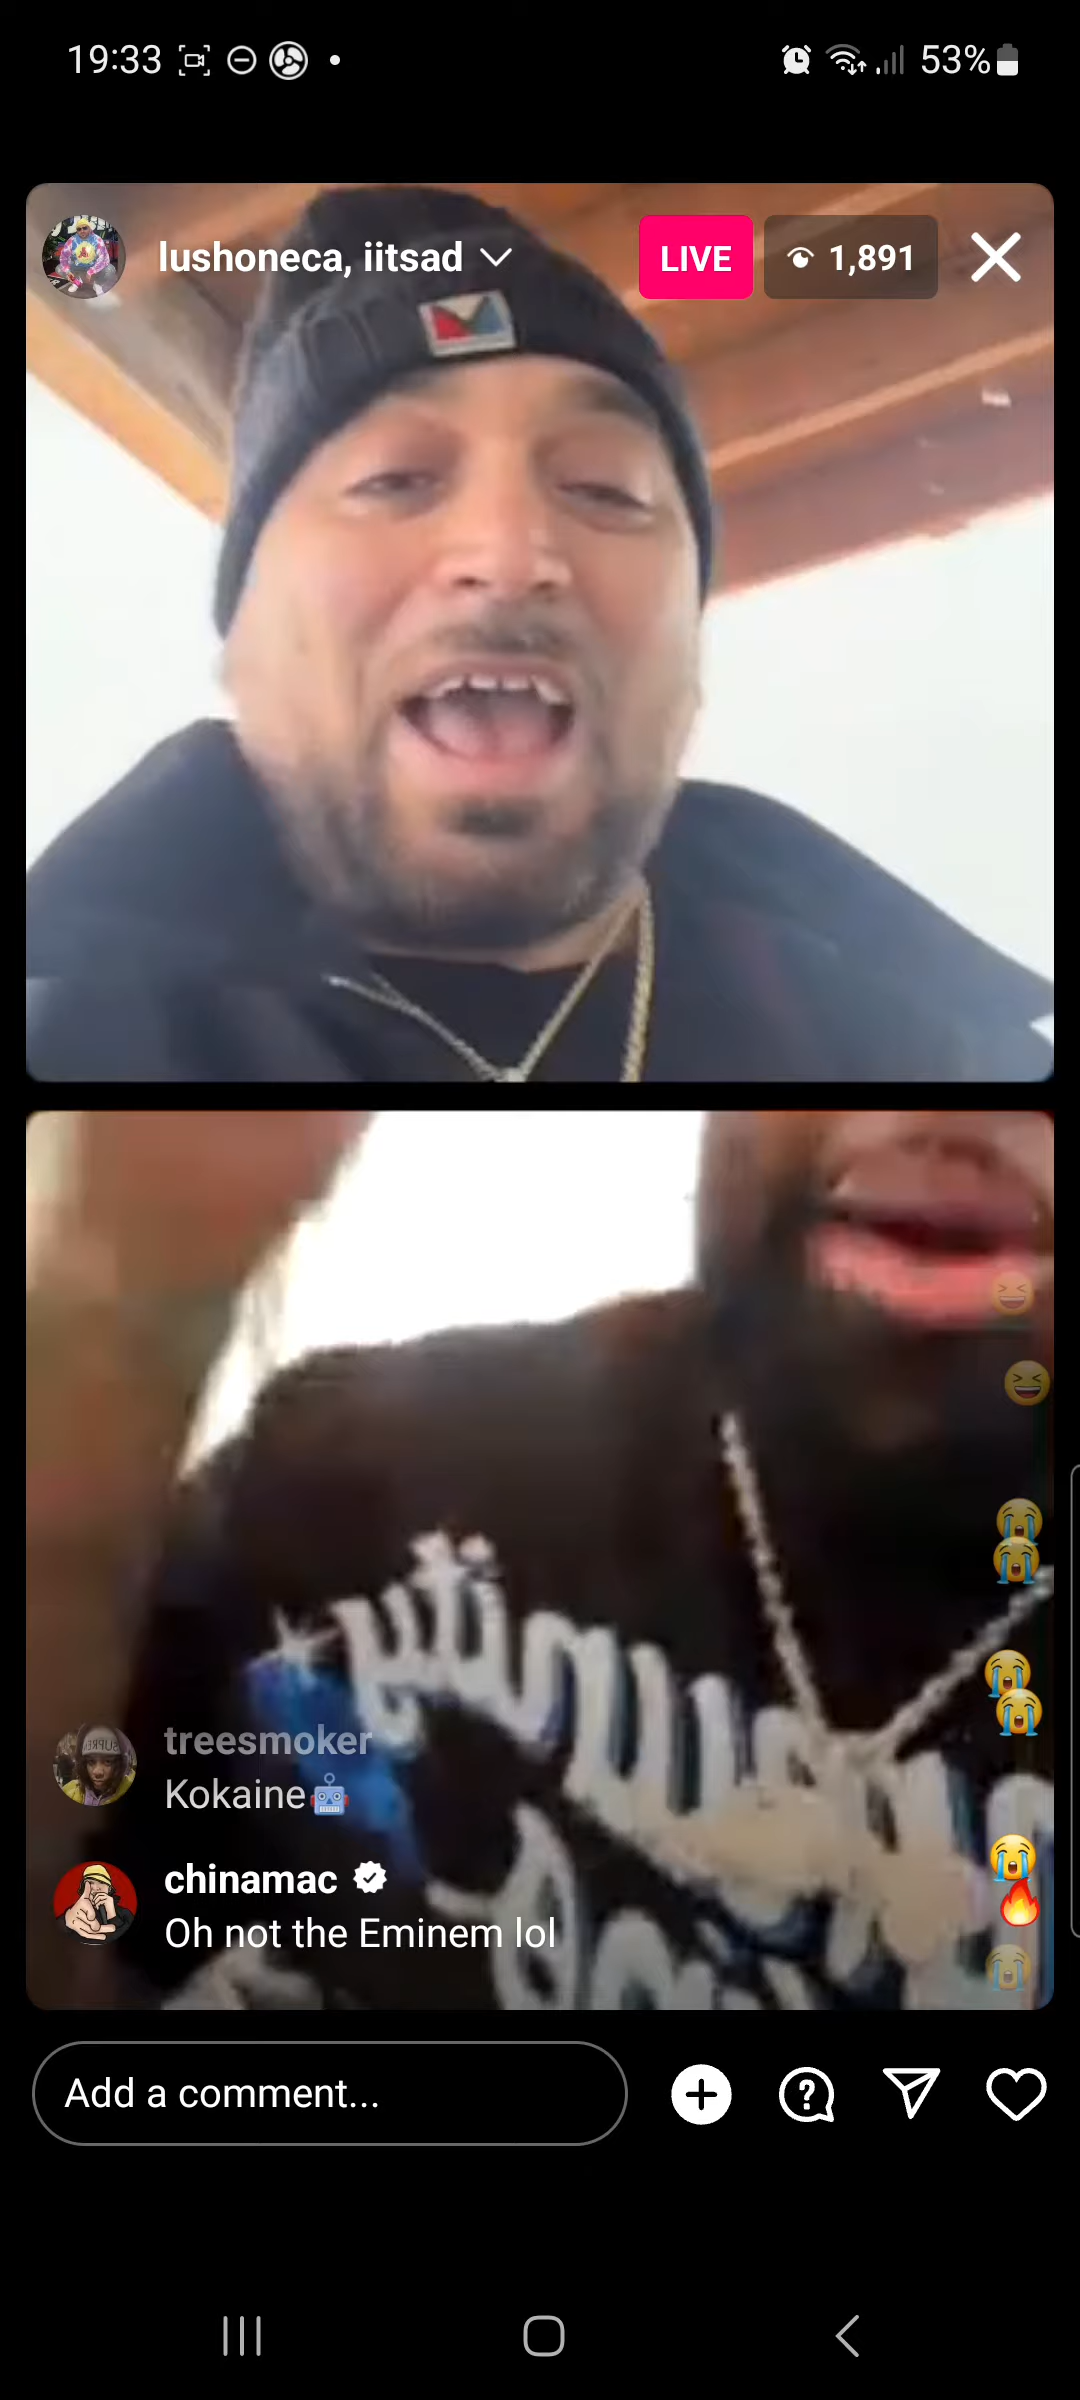 19:33
53%
lushoneca, iitsad
LIVE
1,891
treesmoker
Kokaine🤖
chinamac
Oh not the Eminem lol
Add a comment...